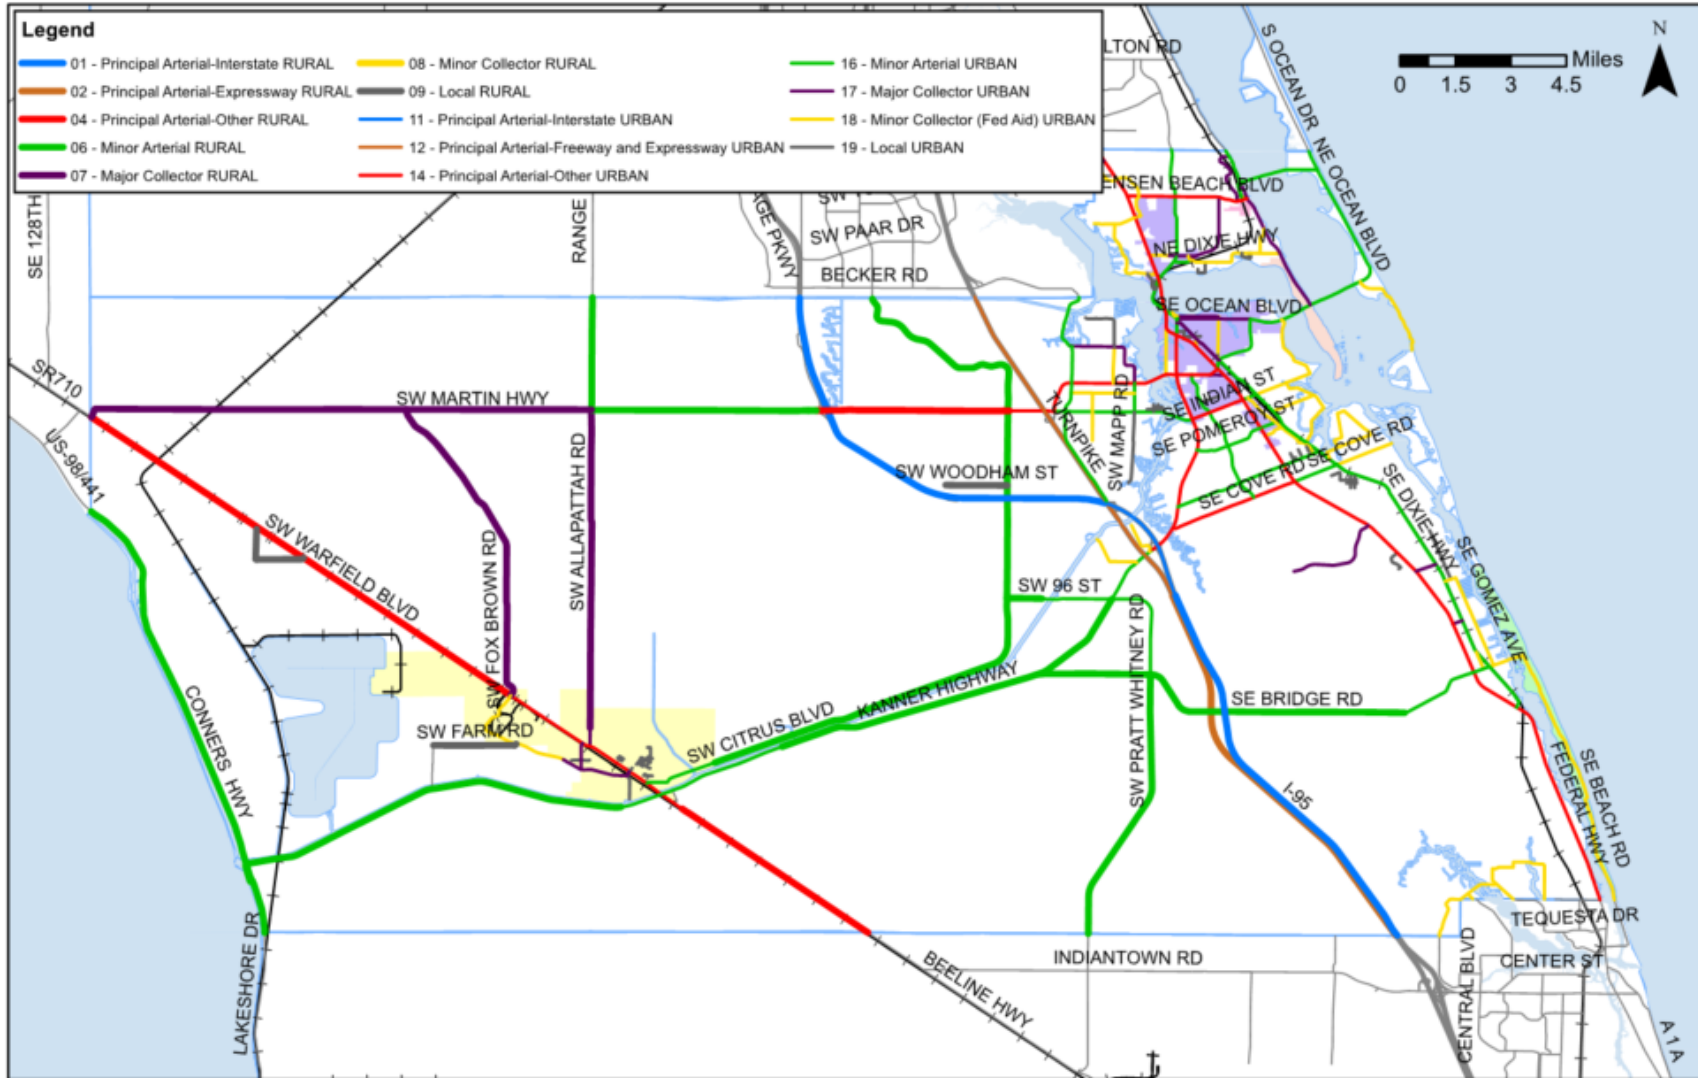 Legend
01 - Principal Arterial-Interstate RURAL
02 - Principal Arterial-Expressway RURAL
04 - Principal Arterial-Other RURAL
06 - Minor Arterial RURAL
07 - Major Collector RURAL
08 - Minor Collector RURAL
09 - Local RURAL
11 - Principal Arterial-Interstate URBAN
12 - Principal Arterial-Freeway and Expressway URBAN
14 - Principal Arterial-Other URBAN
16 - Minor Arterial URBAN
17 - Major Collector URBAN
18 - Minor Collector (Fed Aid) URBAN
19 - Local URBAN
LTON RD
S OCEAN DR
NE OCEAN BLVD
Miles
0 1.5 3 4.5
N
SE 128TH
RANGE
AGE PKWY
SW PAAR DR
BECKER RD
ENSEN BEACH BLVD
NE DIXIE HWY
SE OCEAN BLVD
SR710
US-98/441
SW MARTIN HWY
SW ALLAPATTAH RD
SW FOX BROWN RD
SW WARFIELD BLVD
SW WOODHAM ST
TURNPIKE
SW MAPP RD
SE INDIAN ST
SE POMEROY ST
SE COVE RD
SE COVE RD
SE DIXIE HWY
SE GOMEZ AVE
SW 96 ST
SW PRATT WHITNEY RD
SE BRIDGE RD
KANNER HIGHWAY
SW CITRUS BLVD
SW FARM RD
CONNERS HWY
LAKESHORE DR
I-95
FEDERAL HWY
SE BEACH RD
TEQUESTA DR
CENTER ST
CENTRAL BLVD
INDIANTOWN RD
BEELINE HWY
A 1 A